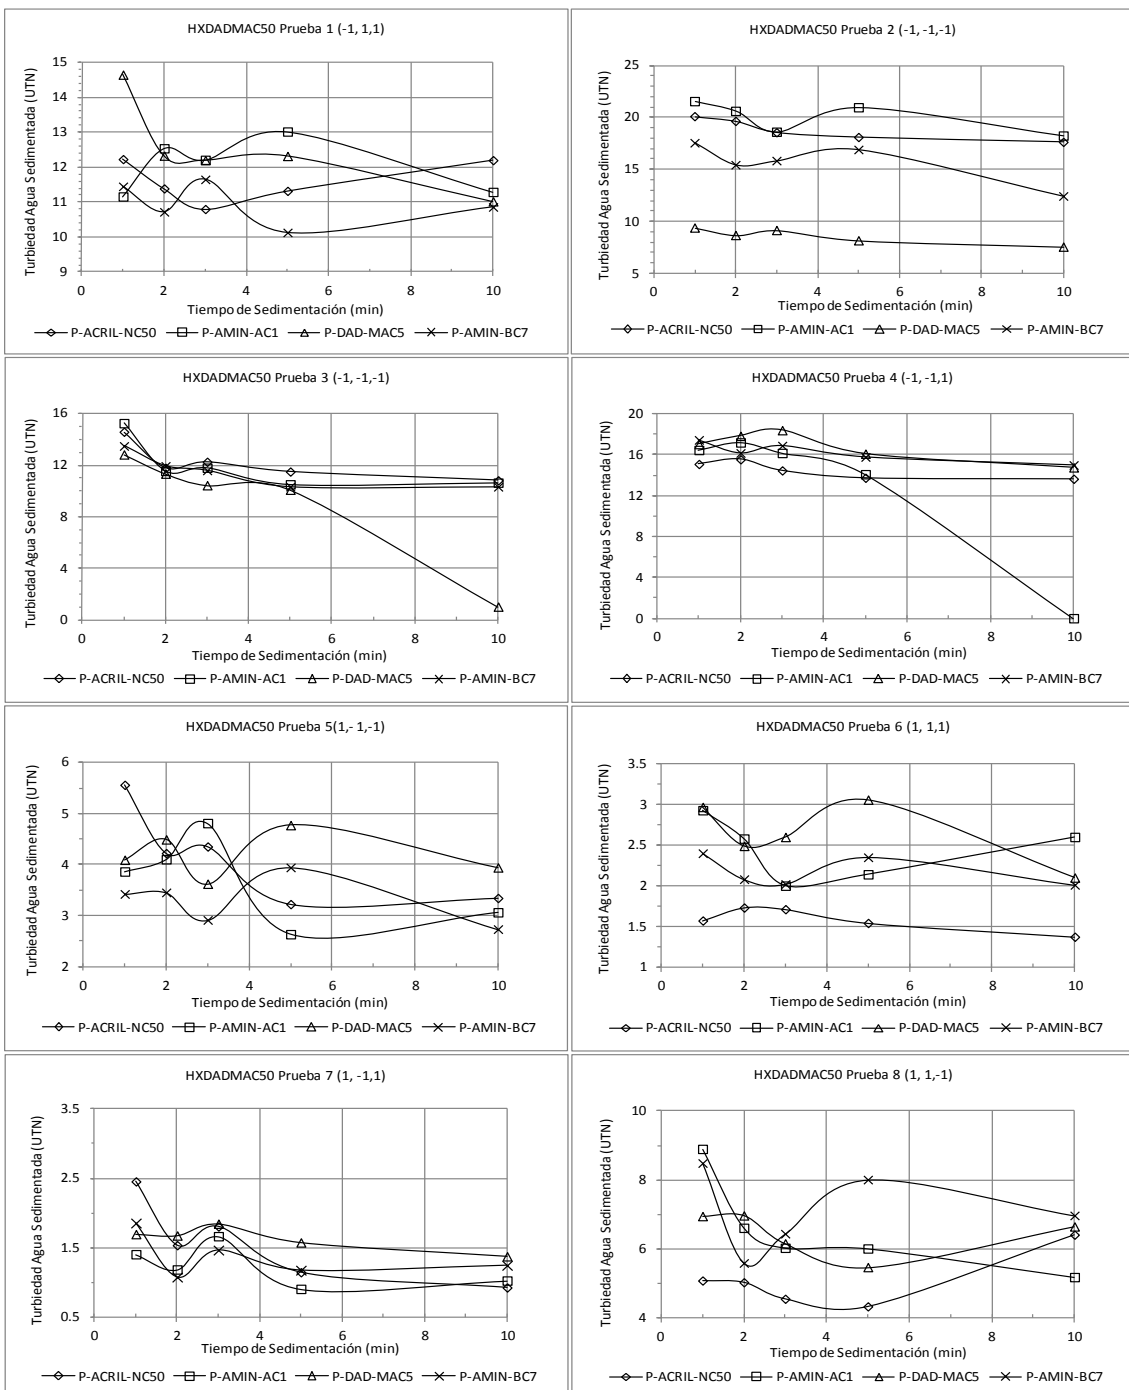 HXDADMAC50 Prueba 1 (-1, 1,1)
Turbiedad Agua Sedimentada (UTN)
15
14
13
12
11
10
9
0 2 4 6 8 10
Tiempo de Sedimentación (min)
P-ACRIL-NC50 P-AMIN-AC1 P-DAD-MAC5 P-AMIN-BC7
HXDADMAC50 Prueba 2 (-1, -1,-1)
Turbiedad Agua Sedimentada (UTN)
25
20
15
10
5
0 2 4 6 8 10
Tiempo de Sedimentación (min)
P-ACRIL-NC50 P-AMIN-AC1 P-DAD-MAC5 P-AMIN-BC7
HXDADMAC50 Prueba 3 (-1, -1,-1)
Turbiedad Agua Sedimentada (UTN)
16
12
8
4
0
0 2 4 6 8 10
Tiempo de Sedimentación (min)
P-ACRIL-NC50 P-AMIN-AC1 P-DAD-MAC5 P-AMIN-BC7
HXDADMAC50 Prueba 4 (-1, -1,1)
Turbiedad Agua Sedimentada (UTN)
20
16
12
8
4
0
0 2 4 6 8 10
Tiempo de Sedimentación (min)
P-ACRIL-NC50 P-AMIN-AC1 P-DAD-MAC5 P-AMIN-BC7
HXDADMAC50 Prueba 5(1,- 1,-1)
Turbiedad Agua Sedimentada (UTN)
6
5
4
3
2
0 2 4 6 8 10
Tiempo de Sedimentación (min)
P-ACRIL-NC50 P-AMIN-AC1 P-DAD-MAC5 P-AMIN-BC7
HXDADMAC50 Prueba 6 (1, 1,1)
Turbiedad Agua Sedimentada (UTN)
3.5
3
2.5
2
1.5
1
0 2 4 6 8 10
Tiempo de Sedimentación (min)
P-ACRIL-NC50 P-AMIN-AC1 P-DAD-MAC5 P-AMIN-BC7
HXDADMAC50 Prueba 7 (1, -1,1)
Turbiedad Agua Sedimentada (UTN)
3.5
2.5
1.5
0.5
0 2 4 6 8 10
Tiempo de Sedimentación (min)
P-ACRIL-NC50 P-AMIN-AC1 P-DAD-MAC5 P-AMIN-BC7
HXDADMAC50 Prueba 8 (1, 1,-1)
Turbiedad Agua Sedimentada (UTN)
10
8
6
4
0 2 4 6 8 10
Tiempo de Sedimentación (min)
P-ACRIL-NC50 P-AMIN-AC1 P-DAD-MAC5 P-AMIN-BC7